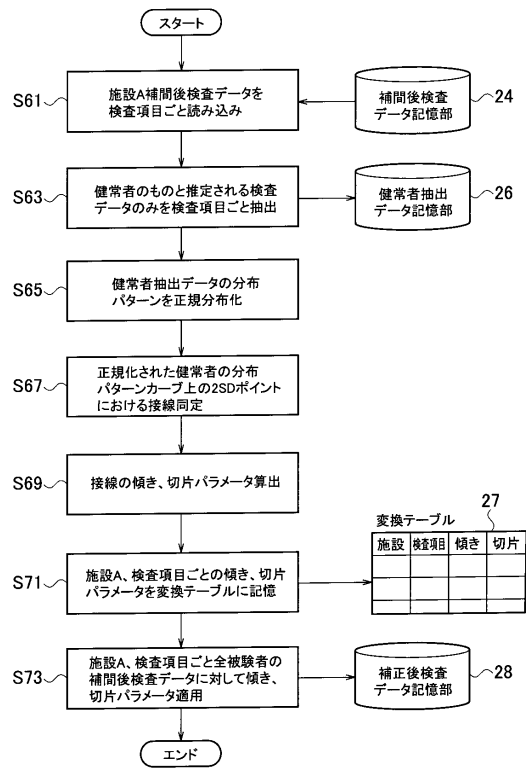 スタート
S61
施設A補間後検査データを
検査項目ごと読み込み
補間後検査
データ記憶部
24
S63
健常者のものと推定される検査
データのみを検査項目ごと抽出
健常者抽出
データ記憶部
26
S65
健常者抽出データの分布
パターンを正規分布化
S67
正規化された健常者の分布
パターンカーブ上の2SDポイント
における接線同定
S69
接線の傾き、切片パラメータ算出
27
変換テーブル
施設 検査項目 傾き 切片
S71
施設A、検査項目ごとの傾き、切片
パラメータを変換テーブルに記憶
S73
施設A、検査項目ごと全被験者の
補間後検査データに対して傾き、
切片パラメータ適用
補正後検査
データ記憶部
28
エンド